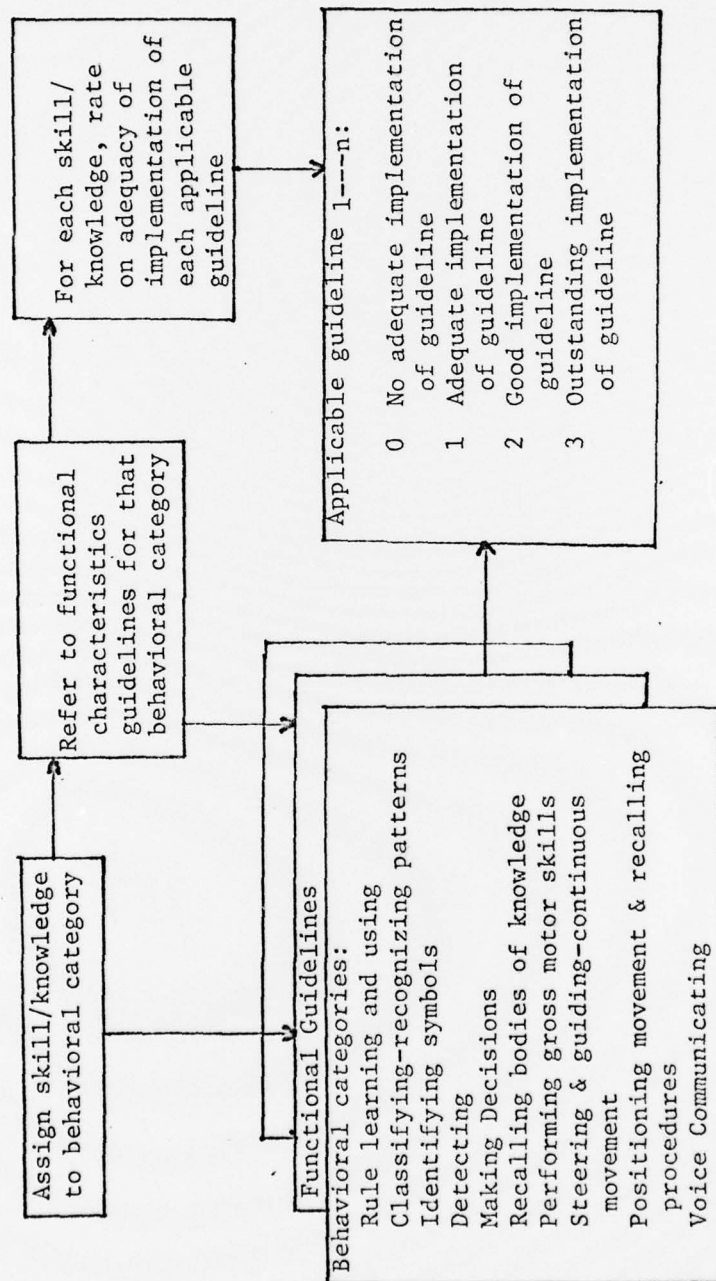 Assign skill/knowledge
to behavioral category
Refer to functional
characteristics
guidelines for that
behavioral category
For each skill/
knowledge, rate
on adequacy of
implementation of
each applicable
guideline
Functional Guidelines
Behavioral categories:
Rule learning and using
Classifying-recognizing patterns
Identifying symbols
Detecting
Making Decisions
Recalling bodies of knowledge
Performing gross motor skills
Steering & guiding-continuous
movement
Positioning movement & recalling
procedures
Voice Communicating
Applicable guideline 1---n:
0 No adequate implementation
of guideline
1 Adequate implementation
of guideline
2 Good implementation of
guideline
3 Outstanding implementation
of guideline